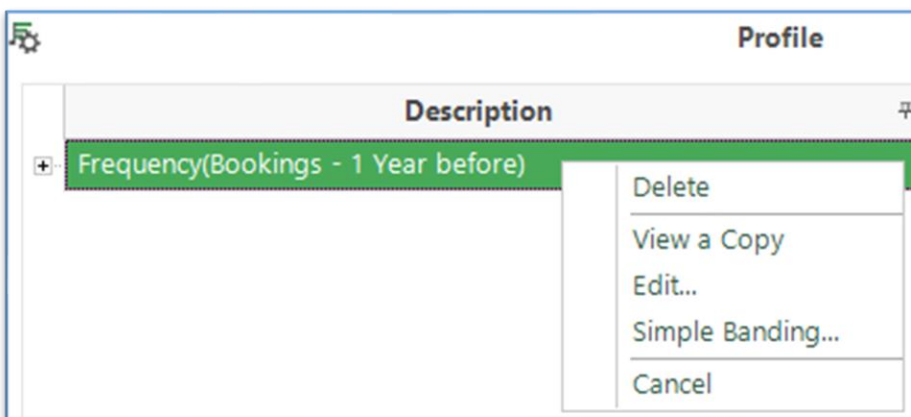 Profile
Description
Frequency(Bookings - 1 Year before)
Delete
View a Copy
Edit...
Simple Banding...
Cancel